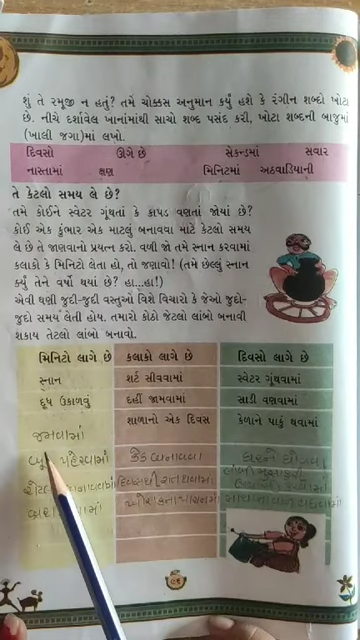 શું તે રમૂજી ન હતું? તમે ચોક્કસ અનુમાન કર્યું હશે કે રંગીન શબ્દો ખોટા
છે. નીચે દર્શાવેલ ખાનાંમાંથી સાચો શબ્દ પસંદ કરી, ખોટા શબ્દની બાજુમાં
(ખાલી જગા)માં લખો.
દિવસો ઊગે છે સેકન્ડમાં સવાર
નાસ્તામાં ક્ષણ મિનિટમાં અઠવાડિયાની
તે કેટલો સમય લે છે?
તમે કોઈને સ્વેટર ગૂંથતાં કે કાપડ વણતાં જોયાં છે?
કોઈ એક કુંભાર એક માટલું બનાવવા માટે કેટલો સમય
લે છે તે જાણવાનો પ્રયત્ન કરો. વળી જો તમે સ્નાન કરવામાં
કલાકો કે મિનિટો લેતા હો, તો જણાવો! (તમે છેલ્લું સ્નાન
કર્યું તેને વર્ષો થયાં છે? હા...હા!)
એવી ઘણી જુદી-જુદી વસ્તુઓ વિશે વિચારો કે જેઓ જુદો-
જુદો સમય લેતી હોય. તમારો કોઠો જેટલો લાંબો બનાવી
શકાય તેટલો લાંબો બનાવો.
મિનિટો લાગે છે કલાકો લાગે છે દિવસો લાગે છે
સ્નાન શર્ટ સીવવામાં સ્વેટર ગૂંથવામાં
દૂધ ઉકાળવું દહીં જામવામાં સાડી વણવામાં
શાળાનો એક દિવસ કેળાને પાકું થવામાં
જમવામાં
પહેરવામાં કેક બનાવવા